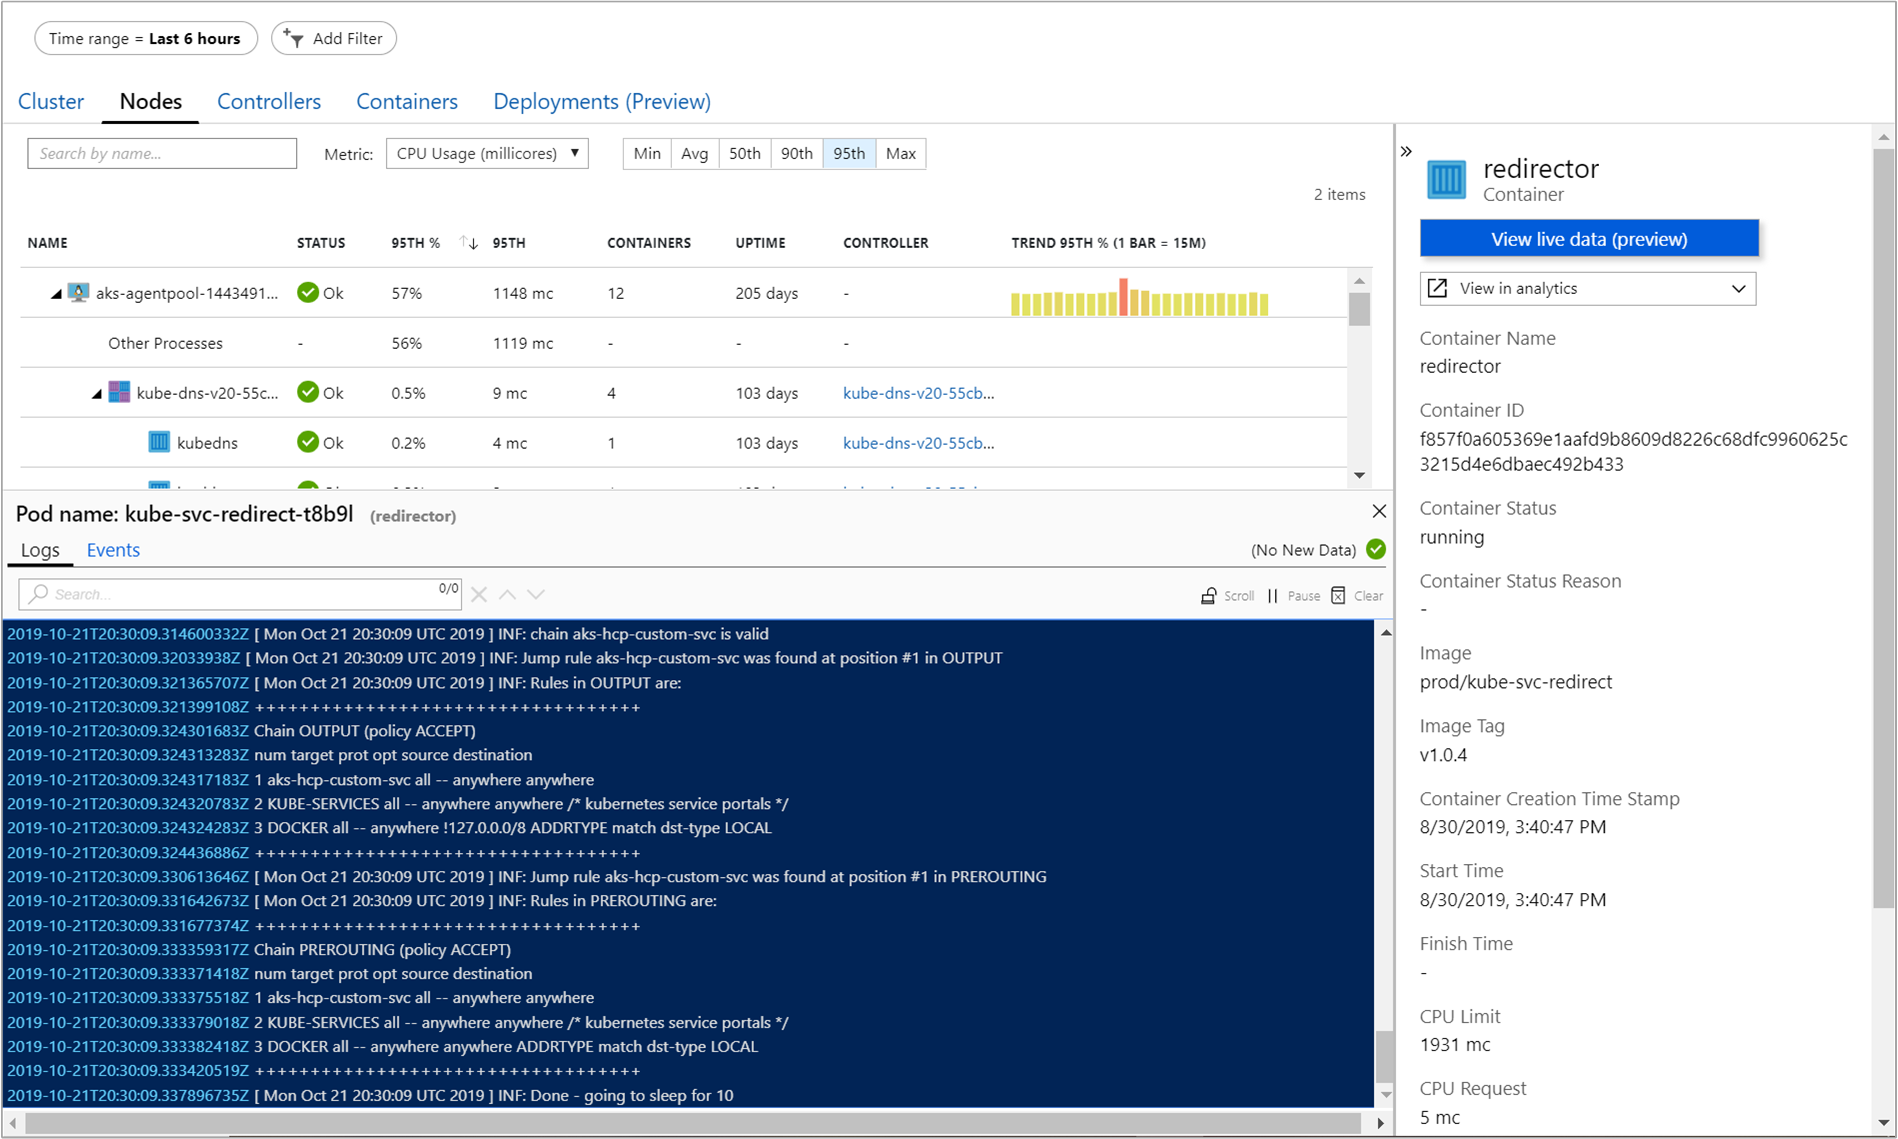 Time range = Last 6 hours
Add Filter
Cluster Nodes Controllers Containers Deployments (Preview)
Search by name...
Metric: CPU Usage (millicores)
Min Avg 50th 90th 95th Max
2 items
NAME STATUS 95TH % 95TH CONTAINERS UPTIME CONTROLLER TREND 95TH % (1 BAR = 15M)
aks-agentpool-1443491... Ok 57% 1148 mc 12 205 days -
Other Processes - 56% 1119 mc - - -
kube-dns-v20-55c... Ok 0.5% 9 mc 4 103 days kube-dns-v20-55cb...
kubedns Ok 0.2% 4 mc 1 103 days kube-dns-v20-55cb...
Pod name: kube-svc-redirect-t8b9l (redirector)
Logs Events
(No New Data)
Search...
0/0
Scroll Pause Clear
2019-10-21T20:30:09.314600332Z [ Mon Oct 21 20:30:09 UTC 2019 ] INF: chain aks-hcp-custom-svc is valid
2019-10-21T20:30:09.32033938Z [ Mon Oct 21 20:30:09 UTC 2019 ] INF: Jump rule aks-hcp-custom-svc was found at position #1 in OUTPUT
2019-10-21T20:30:09.321365707Z [ Mon Oct 21 20:30:09 UTC 2019 ] INF: Rules in OUTPUT are:
2019-10-21T20:30:09.321399108Z +++++++++++++++++++++++++++++++++++
2019-10-21T20:30:09.324301683Z Chain OUTPUT (policy ACCEPT)
2019-10-21T20:30:09.324313283Z num target prot opt source destination
2019-10-21T20:30:09.324317183Z 1 aks-hcp-custom-svc all -- anywhere anywhere
2019-10-21T20:30:09.324320783Z 2 KUBE-SERVICES all -- anywhere anywhere /* kubernetes service portals */
2019-10-21T20:30:09.324324283Z 3 DOCKER all -- anywhere !127.0.0.0/8 ADDRTYPE match dst-type LOCAL
2019-10-21T20:30:09.324436886Z +++++++++++++++++++++++++++++++++++
2019-10-21T20:30:09.330613646Z [ Mon Oct 21 20:30:09 UTC 2019 ] INF: Jump rule aks-hcp-custom-svc was found at position #1 in PREROUTING
2019-10-21T20:30:09.331642673Z [ Mon Oct 21 20:30:09 UTC 2019 ] INF: Rules in PREROUTING are:
2019-10-21T20:30:09.331677374Z +++++++++++++++++++++++++++++++++++
2019-10-21T20:30:09.333359317Z Chain PREROUTING (policy ACCEPT)
2019-10-21T20:30:09.333371418Z num target prot opt source destination
2019-10-21T20:30:09.333375518Z 1 aks-hcp-custom-svc all -- anywhere anywhere
2019-10-21T20:30:09.333379018Z 2 KUBE-SERVICES all -- anywhere anywhere /* kubernetes service portals */
2019-10-21T20:30:09.333382418Z 3 DOCKER all -- anywhere anywhere ADDRTYPE match dst-type LOCAL
2019-10-21T20:30:09.333420519Z +++++++++++++++++++++++++++++++++++
2019-10-21T20:30:09.337896735Z [ Mon Oct 21 20:30:09 UTC 2019 ] INF: Done - going to sleep for 10
redirector
Container
View live data (preview)
View in analytics
Container Name
redirector
Container ID
f857f0a605369e1aafd9b8609d8226c68dfc9960625c
3215d4e6dbaec492b433
Container Status
running
Container Status Reason
-
Image
prod/kube-svc-redirect
Image Tag
v1.0.4
Container Creation Time Stamp
8/30/2019, 3:40:47 PM
Start Time
8/30/2019, 3:40:47 PM
Finish Time
-
CPU Limit
1931 mc
CPU Request
5 mc